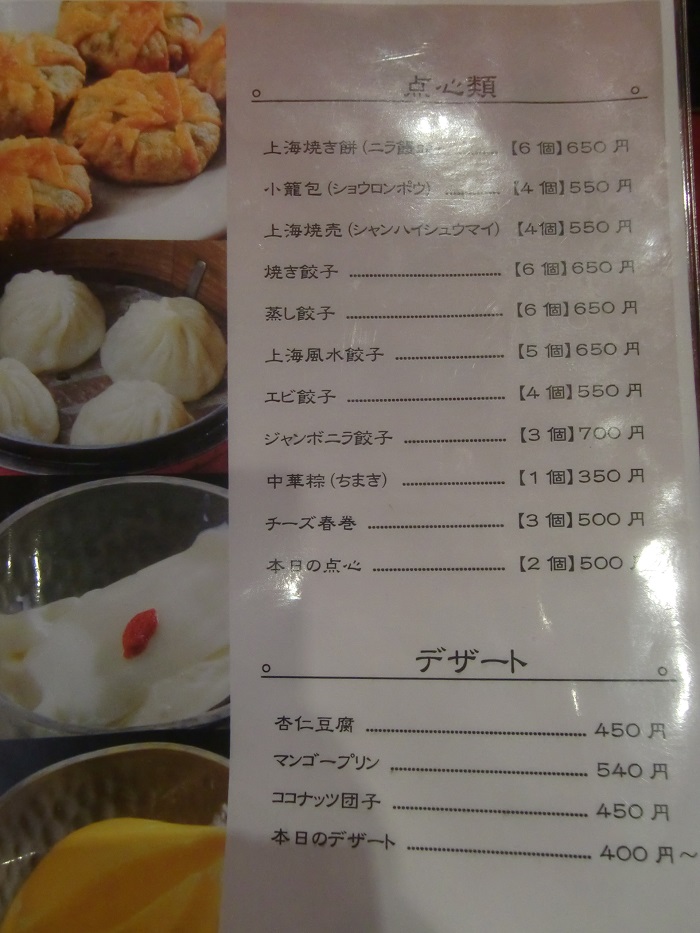 点心類
上海焼き餅(ニラ饅 【6個】650円
小籠包(ショウロンポウ) 【4個】550円
上海焼売(シャンハイシュウマイ) 【4個】550円
焼き餃子 【6個】650円
蒸し餃子 【6個】650円
上海風水餃子 【5個】650円
エビ餃子 【4個】550円
ジャンボニラ餃子 【3個】700円
中華粽(ちまき) 【1個】350円
チーズ春巻 【3個】500円
本日の点心 【2個】500
デザート
杏仁豆腐 450円
マンゴープリン 540円
ココナッツ団子 450円
本日のデザート 400円〜